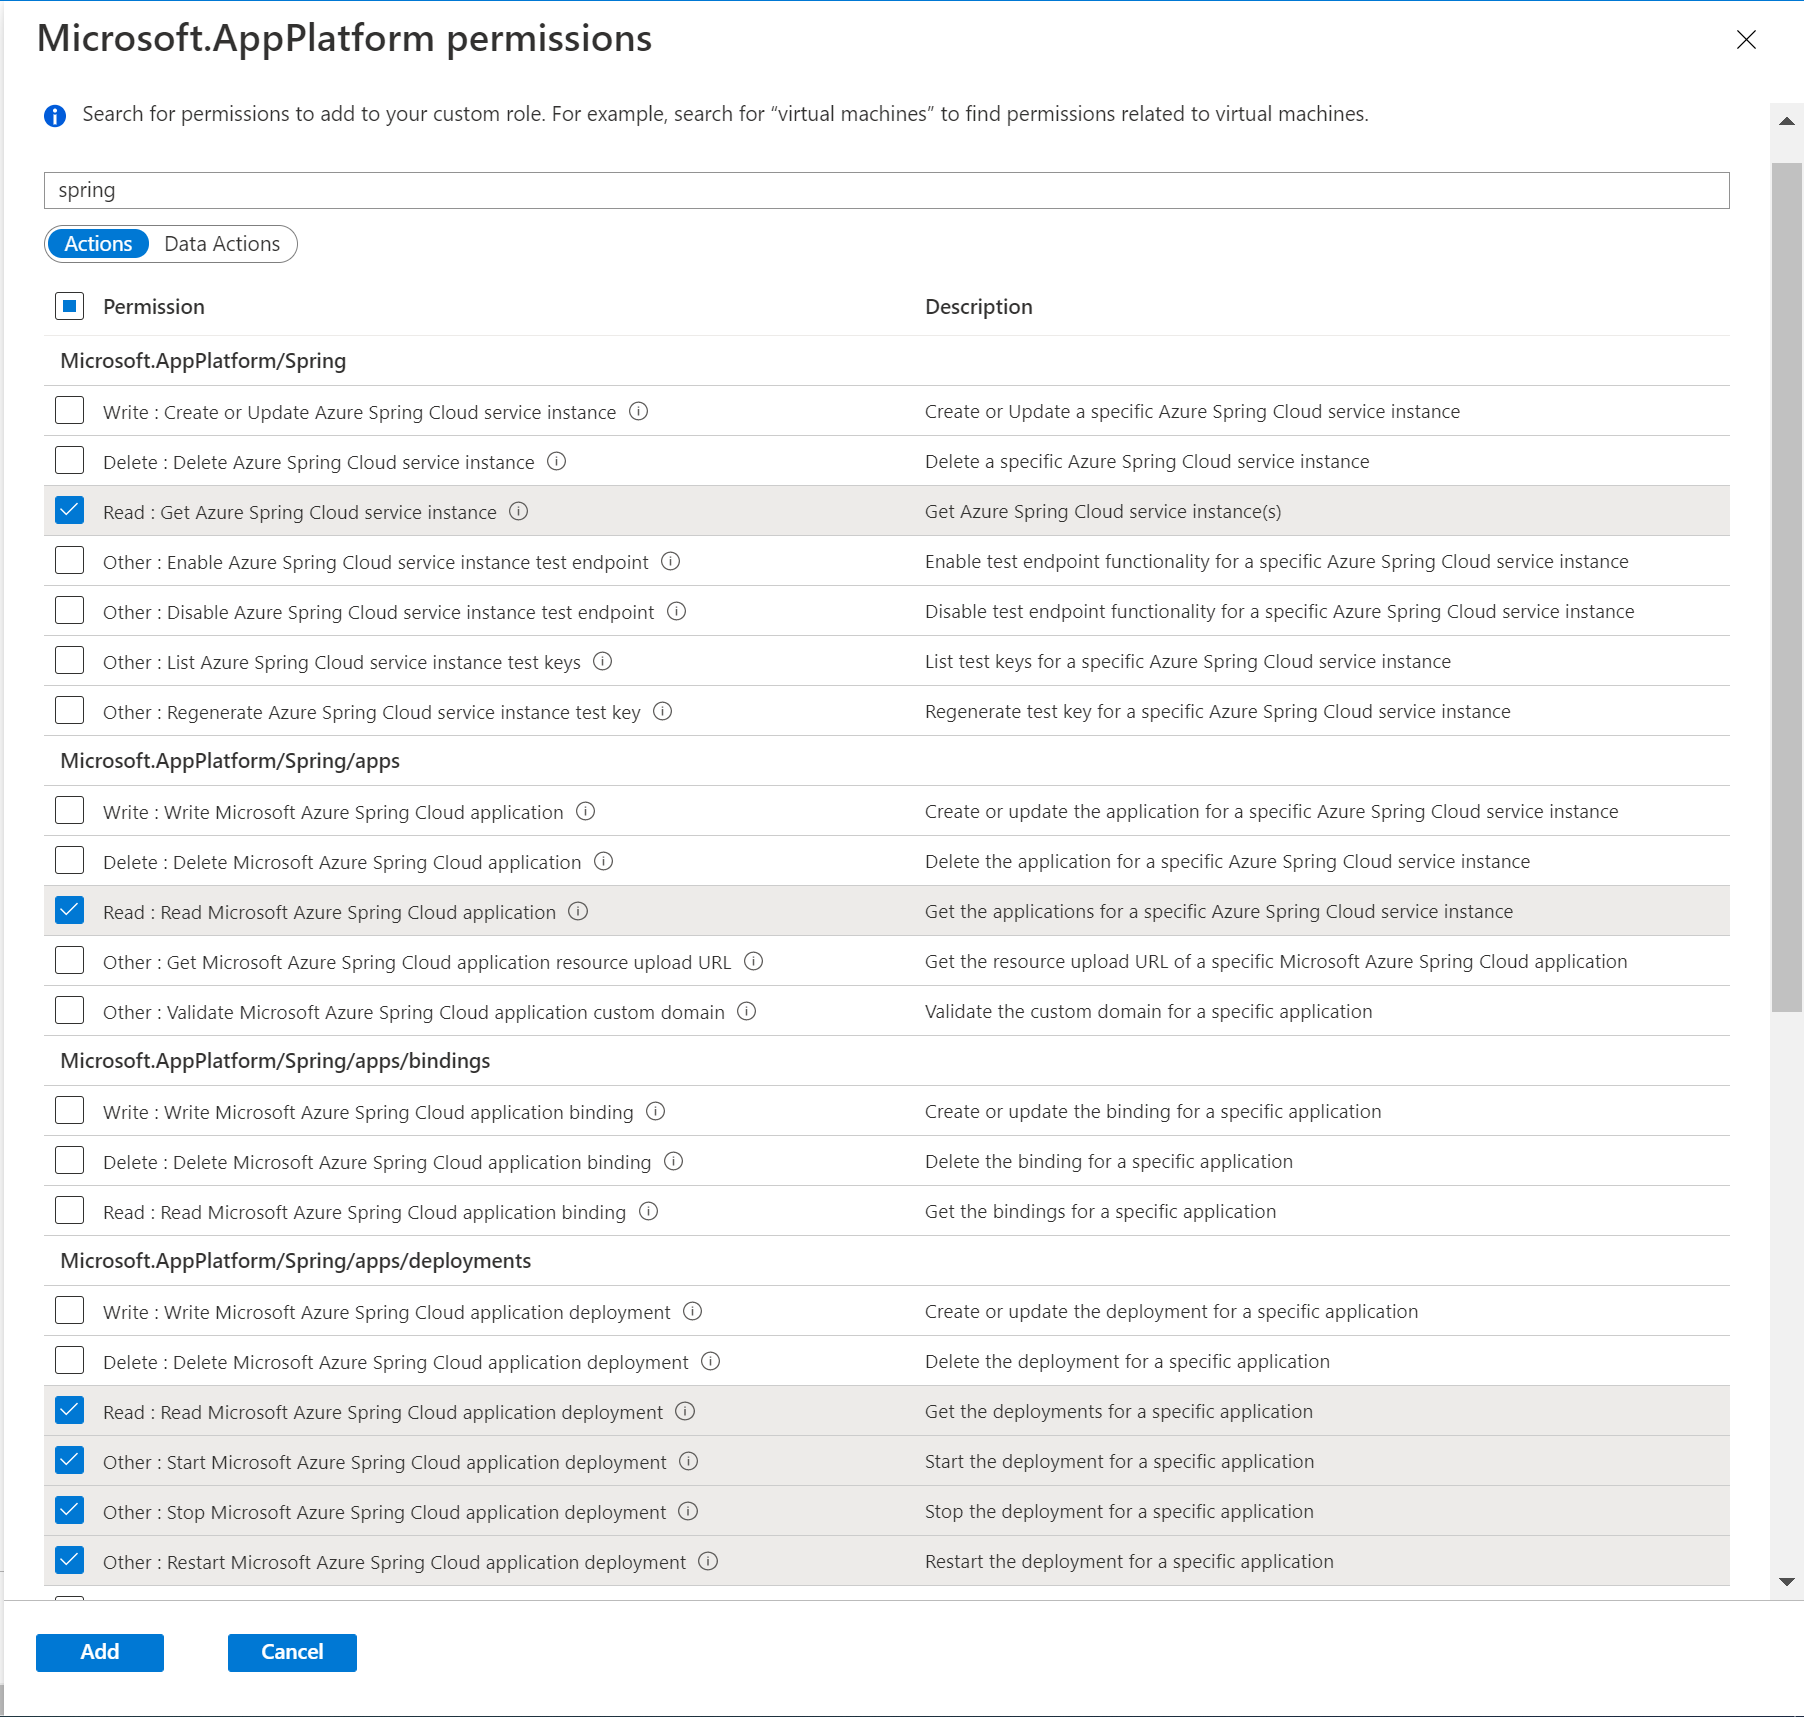 Microsoft.AppPlatform permissions
Search for permissions to add to your custom role. For example, search for “virtual machines” to find permissions related to virtual machines.
spring
Actions Data Actions
Permission Description
Microsoft.AppPlatform/Spring
Write : Create or Update Azure Spring Cloud service instance Create or Update a specific Azure Spring Cloud service instance
Delete : Delete Azure Spring Cloud service instance Delete a specific Azure Spring Cloud service instance
Read : Get Azure Spring Cloud service instance Get Azure Spring Cloud service instance(s)
Other : Enable Azure Spring Cloud service instance test endpoint Enable test endpoint functionality for a specific Azure Spring Cloud service instance
Other : Disable Azure Spring Cloud service instance test endpoint Disable test endpoint functionality for a specific Azure Spring Cloud service instance
Other : List Azure Spring Cloud service instance test keys List test keys for a specific Azure Spring Cloud service instance
Other : Regenerate Azure Spring Cloud service instance test key Regenerate test key for a specific Azure Spring Cloud service instance
Microsoft.AppPlatform/Spring/apps
Write : Write Microsoft Azure Spring Cloud application Create or update the application for a specific Azure Spring Cloud service instance
Delete : Delete Microsoft Azure Spring Cloud application Delete the application for a specific Azure Spring Cloud service instance
Read : Read Microsoft Azure Spring Cloud application Get the applications for a specific Azure Spring Cloud service instance
Other : Get Microsoft Azure Spring Cloud application resource upload URL Get the resource upload URL of a specific Microsoft Azure Spring Cloud application
Other : Validate Microsoft Azure Spring Cloud application custom domain Validate the custom domain for a specific application
Microsoft.AppPlatform/Spring/apps/bindings
Write : Write Microsoft Azure Spring Cloud application binding Create or update the binding for a specific application
Delete : Delete Microsoft Azure Spring Cloud application binding Delete the binding for a specific application
Read : Read Microsoft Azure Spring Cloud application binding Get the bindings for a specific application
Microsoft.AppPlatform/Spring/apps/deployments
Write : Write Microsoft Azure Spring Cloud application deployment Create or update the deployment for a specific application
Delete : Delete Microsoft Azure Spring Cloud application deployment Delete the deployment for a specific application
Read : Read Microsoft Azure Spring Cloud application deployment Get the deployments for a specific application
Other : Start Microsoft Azure Spring Cloud application deployment Start the deployment for a specific application
Other : Stop Microsoft Azure Spring Cloud application deployment Stop the deployment for a specific application
Other : Restart Microsoft Azure Spring Cloud application deployment Restart the deployment for a specific application
Add Cancel